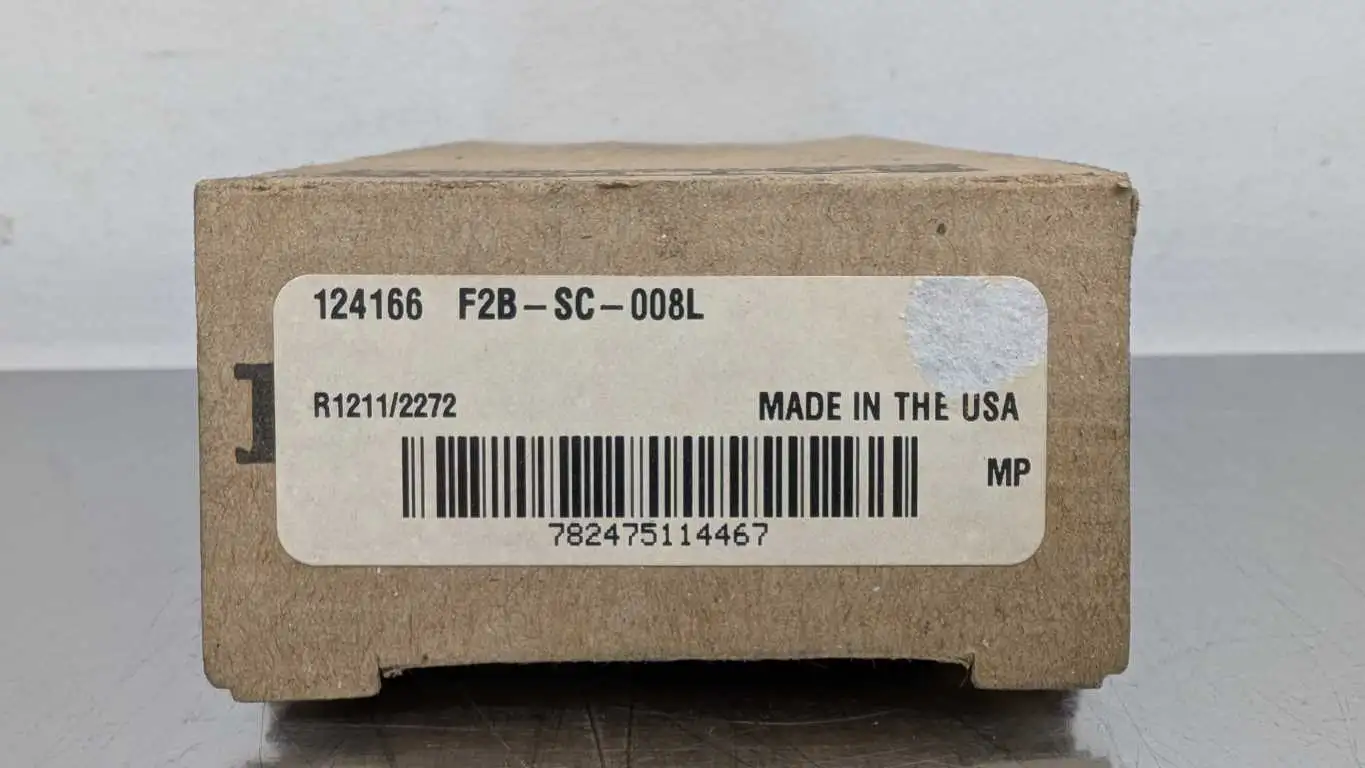 124166 F2B-SC-008L
R1211/2272 MADE IN THE USA
MP
782475114467